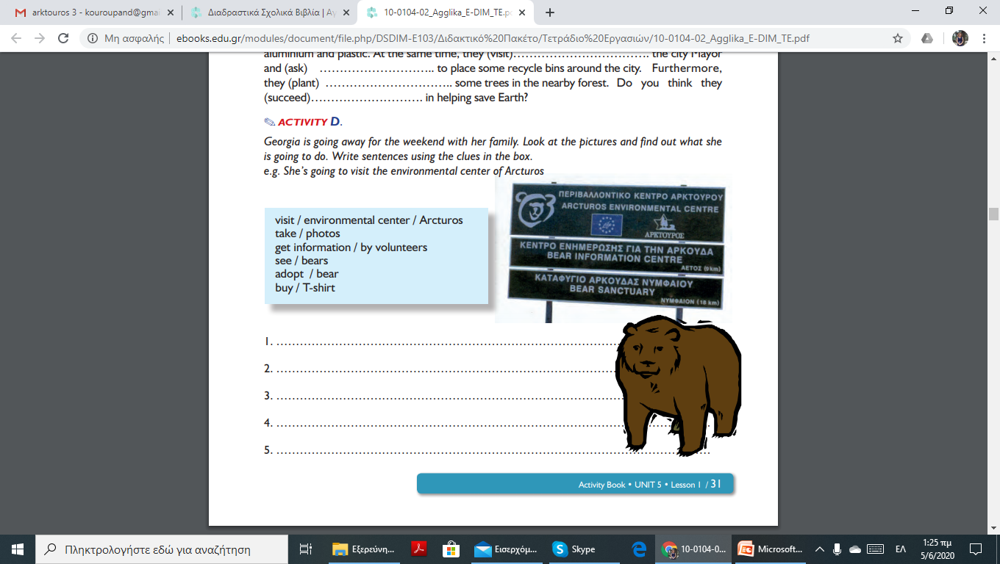 arktouros 3 - kouroupand@gmai
Διαδραστικά Σχολικά Βιβλία | Αγ
10-0104-02_Agglika_E-DIM_TE.pd
Μη ασφαλής
ebooks.edu.gr/modules/document/file.php/DSDIM-E103/Διδακτικό%20Πακέτο/Τετράδιο%20Εργασιών/10-0104-02_Agglika_E-DIM_TE.pdf
aluminium and plastic. At the same time, they (visit)……………………………. the city Mayor
and (ask) ……………………….. to place some recycle bins around the city. Furthermore,
they (plant) ………………………….. some trees in the nearby forest. Do you think they
(succeed)………………………. in helping save Earth?
ACTIVITY D.
Georgia is going away for the weekend with her family. Look at the pictures and find out what she
is going to do. Write sentences using the clues in the box.
e.g. She's going to visit the environmental center of Arcturos
visit / environmental center / Arcturos
take / photos
get information / by volunteers
see / bears
adopt / bear
buy / T-shirt
ΠΕΡΙΒΑΛΛΟΝΤΙΚΟ ΚΕΝΤΡΟ ΑΡΚΤΟΥΡΟΥ
ARCTUROS ENVIRONMENTAL CENTRE
ΑΡΚΤΟΥΡΟΣ
ΚΕΝΤΡΟ ΕΝΗΜΕΡΩΣΗΣ ΓΙΑ ΤΗΝ ΑΡΚΟΥΔΑ
BEAR INFORMATION CENTRE
ΑΕΤΟΣ (9km)
ΚΑΤΑΦΥΓΙΟ ΑΡΚΟΥΔΑΣ ΝΥΜΦΑΙΟΥ
BEAR SANCTUARY
ΝΥΜΦΑΙΟΝ (18 km)
1. ……………………………………………………………………………
2. ……………………………………………………………………………
3. ……………………………………………………………………………
4. ……………………………………………………………………………
5. ……………………………………………………………………………
Activity Book • UNIT 5 • Lesson 1 / 31
Πληκτρολογήστε εδώ για αναζήτηση
Εξερεύνη...
Εισερχόμ...
Skype
10-0104-0...
Microsoft...
ΕΛ
1:25 πμ
5/6/2020